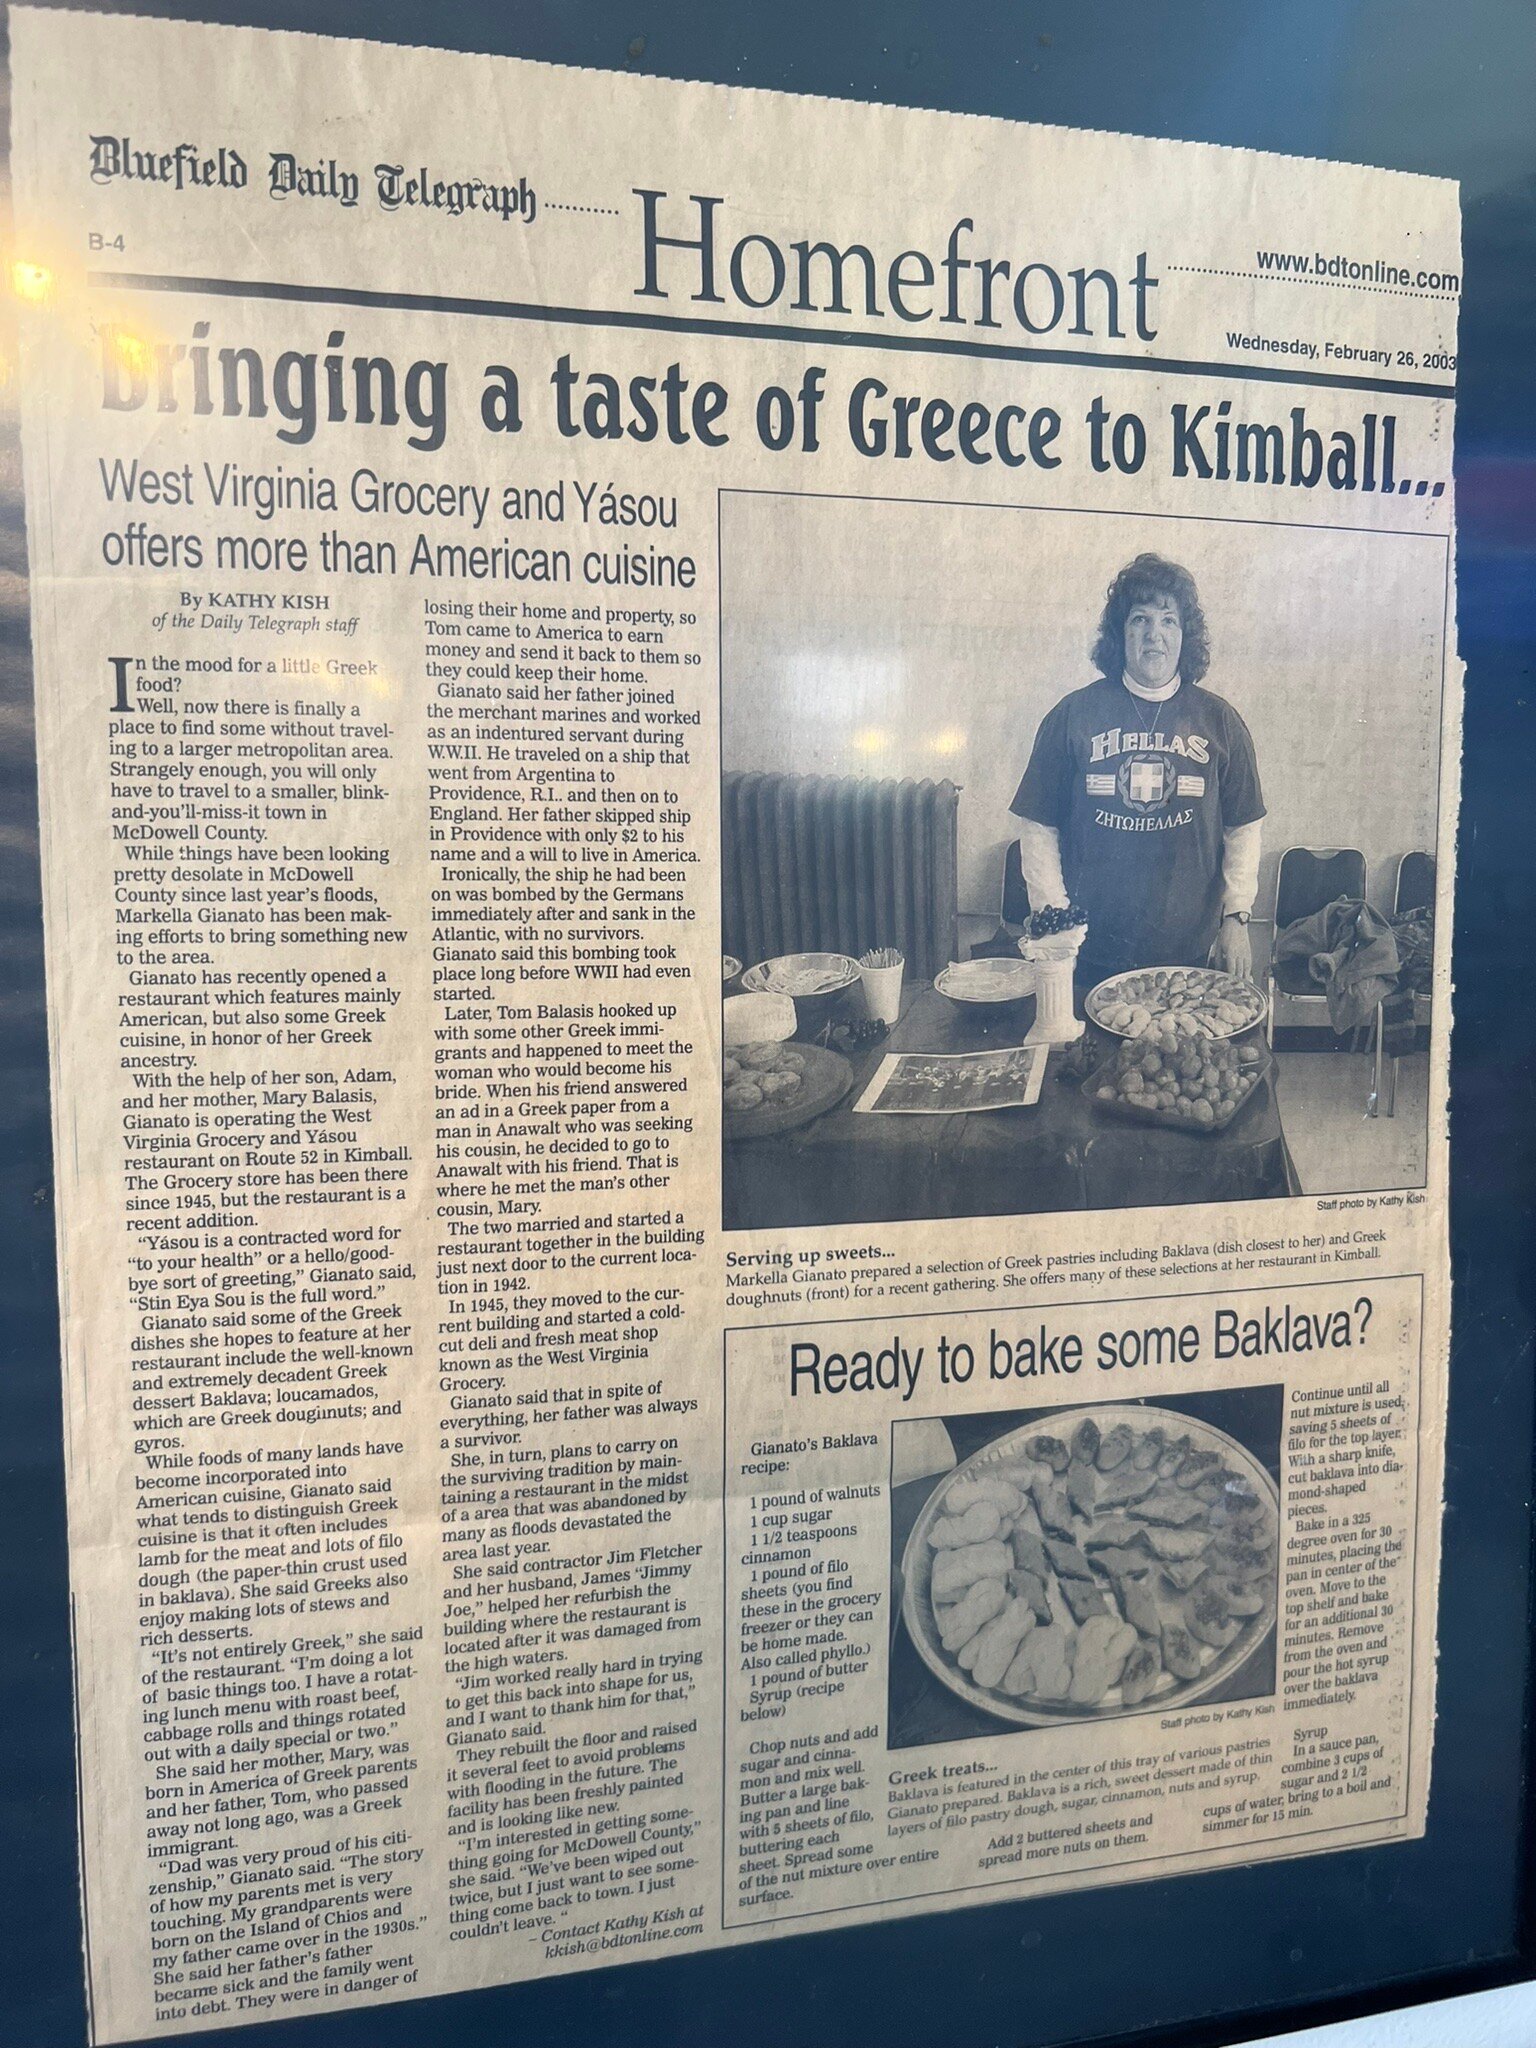 Bluefield Daily Telegraph
B-4
Homefront
www.bdtonline.com
Wednesday, February 26, 2003
Bringing a taste of Greece to Kimball...
West Virginia Grocery and Yásou
offers more than American cuisine
By KATHY KISH
of the Daily Telegraph staff
In the mood for a little Greek
food?
Well, now there is finally a
place to find some without travel-
ing to a larger metropolitan area.
Strangely enough, you will only
have to travel to a smaller, blink-
and-you'll-miss-it town in
McDowell County.
While things have been looking
pretty desolate in McDowell
County since last year's floods,
Markella Gianato has been mak-
ing efforts to bring something new
to the area.
Gianato has recently opened a
restaurant which features mainly
American, but also some Greek
cuisine, in honor of her Greek
ancestry.
With the help of her son, Adam,
and her mother, Mary Balasis,
Gianato is operating the West
Virginia Grocery and Yásou
restaurant on Route 52 in Kimball.
The Grocery store has been there
since 1945, but the restaurant is a
recent addition.
"Yásou is a contracted word for
"to your health" or a hello/good-
bye sort of greeting," Gianato said,
"Stin Eya Sou is the full word."
Gianato said some of the Greek
dishes she hopes to feature at her
restaurant include the well-known
and extremely decadent Greek
dessert Baklava; loucamados,
which are Greek doughnuts; and
gyros.
While foods of many lands have
become incorporated into
American cuisine, Gianato said
what tends to distinguish Greek
cuisine is that it often includes
lamb for the meat and lots of filo
dough (the paper-thin crust used
in baklava). She said Greeks also
enjoy making lots of stews and
rich desserts.
"It's not entirely Greek," she said
of the restaurant. "I'm doing a lot
of basic things too. I have a rotat-
ing lunch menu with roast beef,
cabbage rolls and things rotated
out with a daily special or two."
She said her mother, Mary, was
born in America of Greek parents
and her father, Tom, who passed
away not long ago, was a Greek
immigrant.
"Dad was very proud of his citi-
zenship," Gianato said. "The story
of how my parents met is very
touching. My grandparents were
born on the Island of Chios and
my father came over in the 1930s."
She said her father's father
became sick and the family went
into debt. They were in danger of
losing their home and property, so
Tom came to America to earn
money and send it back to them so
they could keep their home.
Gianato said her father joined
the merchant marines and worked
as an indentured servant during
W.W.II. He traveled on a ship that
went from Argentina to
Providence, R.I.. and then on to
England. Her father skipped ship
in Providence with only $2 to his
name and a will to live in America.
Ironically, the ship he had been
on was bombed by the Germans
immediately after and sank in the
Atlantic, with no survivors.
Gianato said this bombing took
place long before WWII had even
started.
Later, Tom Balasis hooked up
with some other Greek immi-
grants and happened to meet the
woman who would become his
bride. When his friend answered
an ad in a Greek paper from a
man in Anawalt who was seeking
his cousin, he decided to go to
Anawalt with his friend. That is
where he met the man's other
cousin, Mary.
The two married and started a
restaurant together in the building
just next door to the current loca-
tion in 1942.
In 1945, they moved to the cur-
rent building and started a cold-
cut deli and fresh meat shop
known as the West Virginia
Grocery.
Gianato said that in spite of
everything, her father was always
a survivor.
She, in turn, plans to carry on
the surviving tradition by main-
taining a restaurant in the midst
of a area that was abandoned by
many as floods devastated the
area last year.
She said contractor Jim Fletcher
and her husband, James "Jimmy
Joe," helped her refurbish the
building where the restaurant is
located after it was damaged from
the high waters.
"Jim worked really hard in trying
to get this back into shape for us,
and I want to thank him for that,"
Gianato said.
They rebuilt the floor and raised
it several feet to avoid problems
with flooding in the future. The
facility has been freshly painted
and is looking like new.
"I'm interested in getting some-
thing going for McDowell County,"
she said. "We've been wiped out
twice, but I just want to see some-
thing come back to town. I just
couldn't leave. "
– Contact Kathy Kish at
kkish@bdtonline.com
HELLAS
ΖΗΤΩΗΕΛΛΑΣ
Staff photo by Kathy Kish
Serving up sweets...
Markella Gianato prepared a selection of Greek pastries including Baklava (dish closest to her) and Greek
doughnuts (front) for a recent gathering. She offers many of these selections at her restaurant in Kimball.
Ready to bake some Baklava?
Gianato's Baklava
recipe:
1 pound of walnuts
1 cup sugar
1 1/2 teaspoons
cinnamon
1 pound of filo
sheets (you find
these in the grocery
freezer or they can
be home made.
Also called phyllo.)
1 pound of butter
Syrup (recipe
below)
Chop nuts and add
sugar and cinna-
mon and mix well.
Butter a large bak-
ing pan and line
with 5 sheets of filo,
buttering each
sheet. Spread some
of the nut mixture over entire
surface.
Staff photo by Kathy Kish
Greek treats...
Baklava is featured in the center of this tray of various pastries
Gianato prepared. Baklava is a rich, sweet dessert made of thin
layers of filo pastry dough, sugar, cinnamon, nuts and syrup.
Add 2 buttered sheets and
spread more nuts on them.
Continue until all
nut mixture is used,
saving 5 sheets of
filo for the top layer.
With a sharp knife,
cut baklava into dia-
mond-shaped
pieces.
Bake in a 325
degree oven for 30
minutes, placing the
pan in center of the
oven. Move to the
top shelf and bake
for an additional 30
minutes. Remove
from the oven and
pour the hot syrup
over the baklava
immediately.
Syrup
In a sauce pan,
combine 3 cups of
sugar and 2 1/2
cups of water, bring to a boil and
simmer for 15 min.